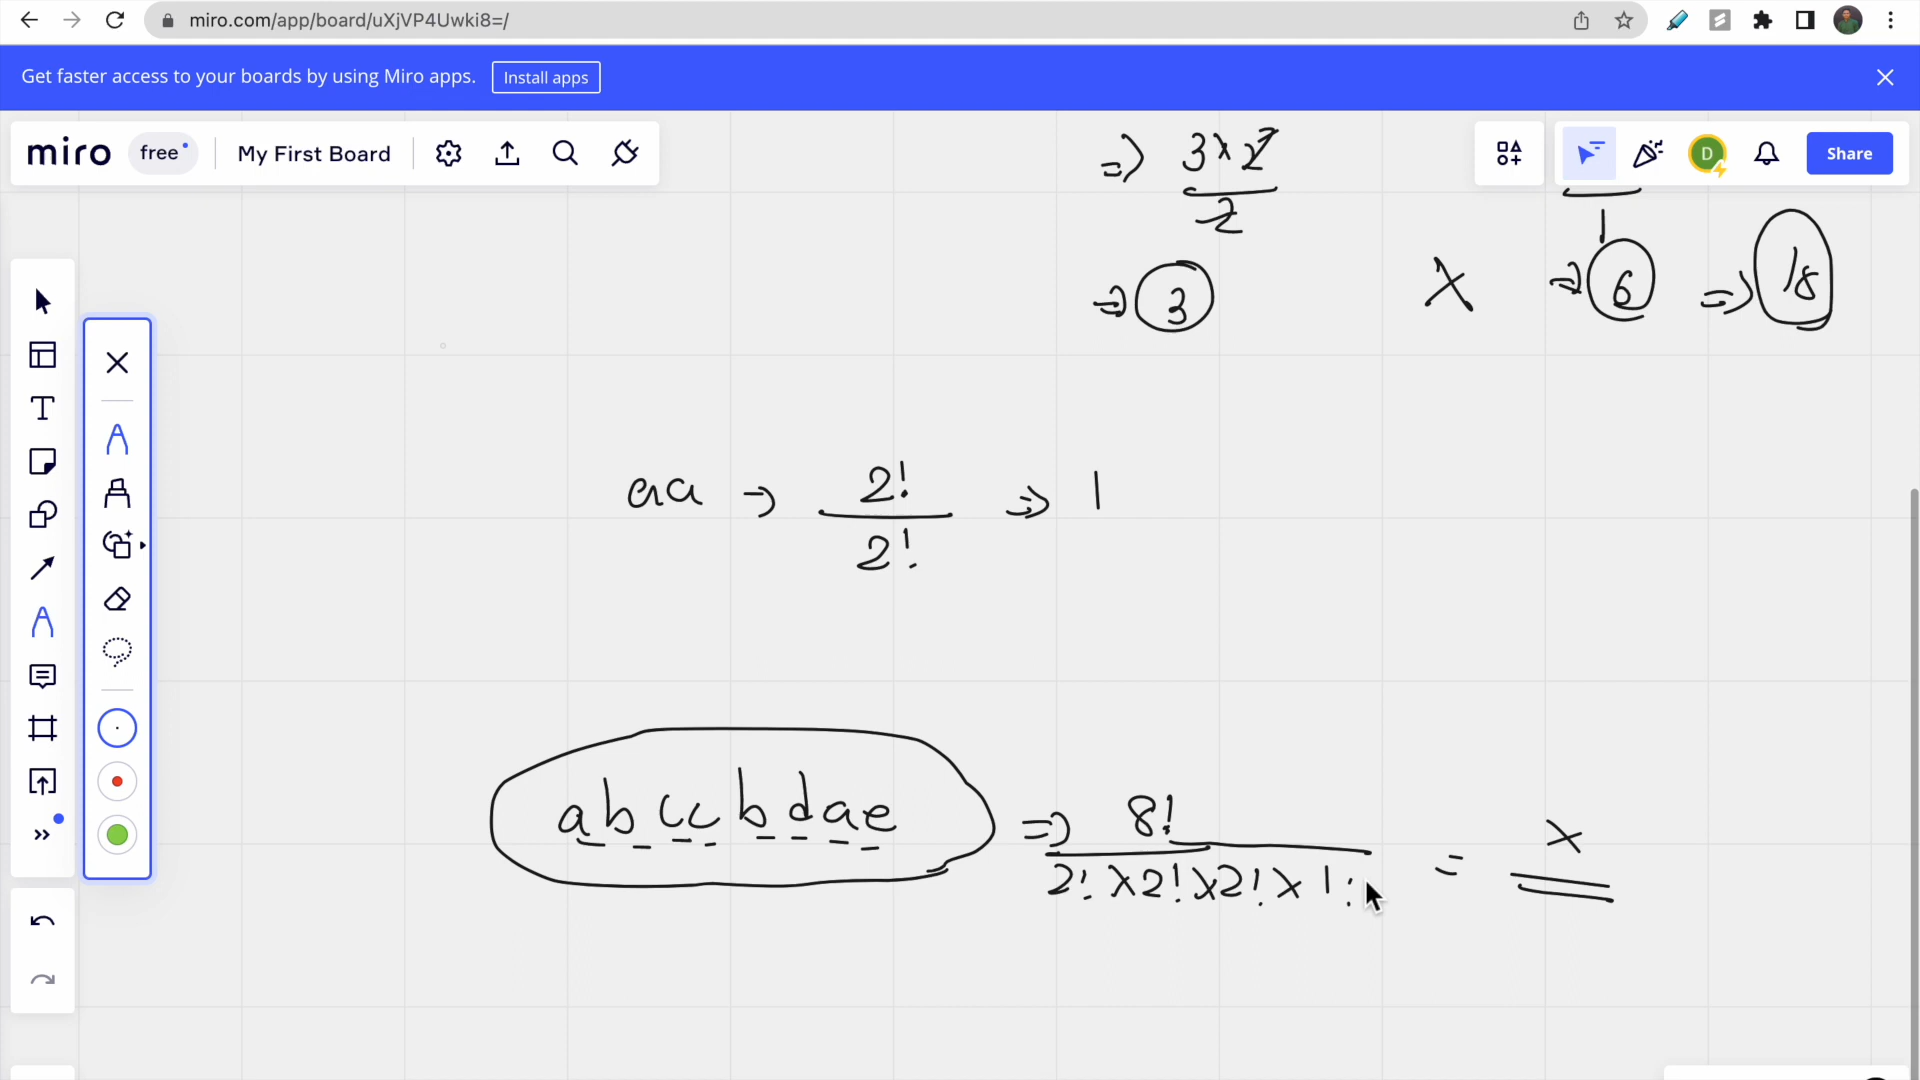 miro.com/app/board/uXjVP4Uwki8=/
Get faster access to your boards by using Miro apps. Install apps
miro free My First Board
D Share
=> 3 x 2
2
1
=> 3 X => 6 => 18
aa -> 2! => 1
2!
abccbdae => 8! = x
2! x 2! x 2! x 1!